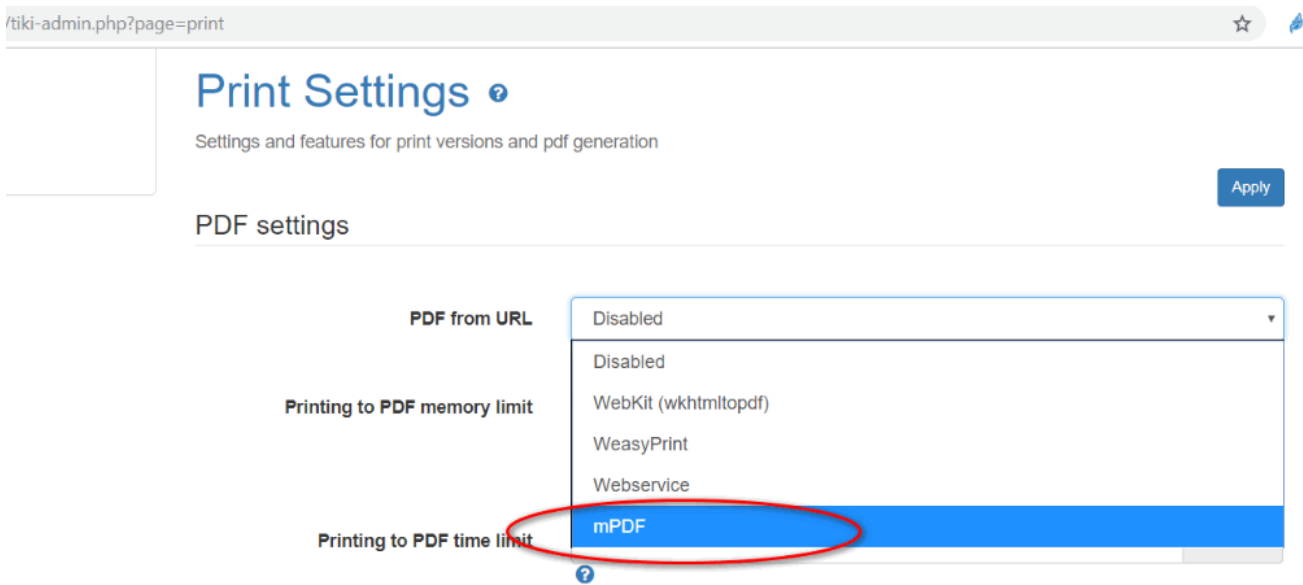 /tiki-admin.php?page=print
Print Settings
Settings and features for print versions and pdf generation
Apply
PDF settings
PDF from URL
Disabled
Disabled
WebKit (wkhtmltopdf)
Printing to PDF memory limit
WeasyPrint
Webservice
mPDF
Printing to PDF time limit